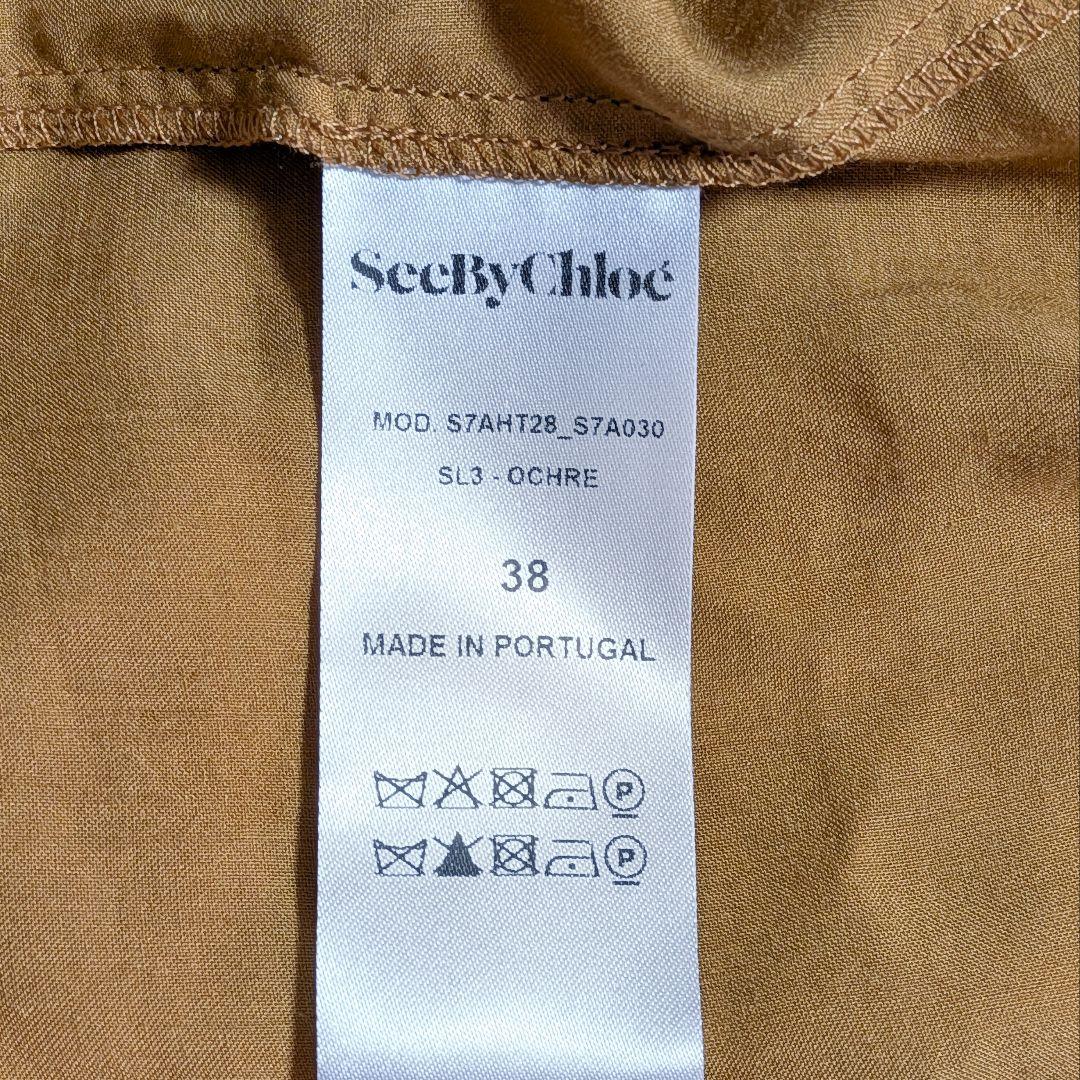 SeeByChloé
MOD. S7AHT28_S7A030
SL3 - OCHRE
38
MADE IN PORTUGAL
P
P